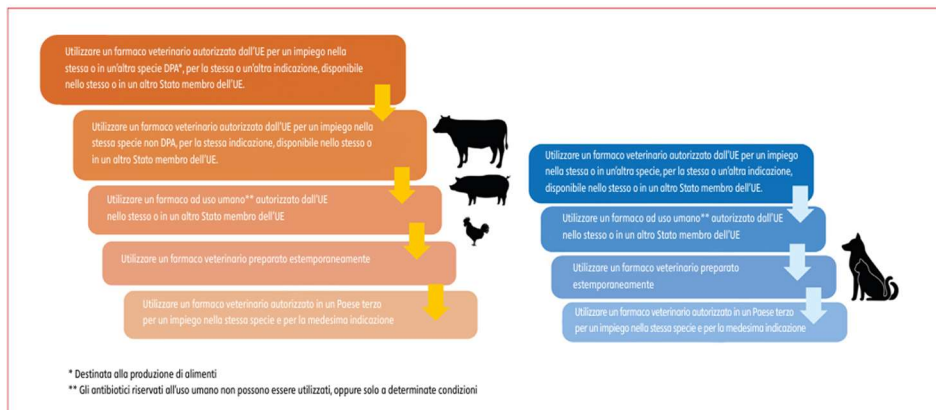 Utilizzare un farmaco veterinario autorizzato dall'UE per un impiego nella
stessa o in un'altra specie DPA*, per la stessa o un'altra indicazione, disponibile
nello stesso o in un altro Stato membro dell'UE.
Utilizzare un farmaco veterinario autorizzato dall'UE per un impiego nella
stessa specie non DPA, per la stessa indicazione, disponibile nello stesso o
in un altro Stato membro dell'UE.
Utilizzare un farmaco ad uso umano** autorizzato dall'UE
nello stesso o in un altro Stato membro dell'UE
Utilizzare un farmaco veterinario preparato estemporaneamente
Utilizzare un farmaco veterinario autorizzato in un Paese terzo
per un impiego nella stessa specie e per la medesima indicazione
Utilizzare un farmaco veterinario autorizzato dall'UE per un impiego
nella stessa o in un'altra specie, per la stessa o un'altra indicazione,
disponibile nello stesso o in un altro Stato membro dell'UE.
Utilizzare un farmaco ad uso umano** autorizzato dall'UE
nello stesso o in un altro Stato membro dell'UE
Utilizzare un farmaco veterinario preparato
estemporaneamente
Utilizzare un farmaco veterinario autorizzato in un Paese terzo
per un impiego nella stessa specie e per la medesima indicazione
* Destinata alla produzione di alimenti
** Gli antibiotici riservati all'uso umano non possono essere utilizzati, oppure solo a determinate condizioni